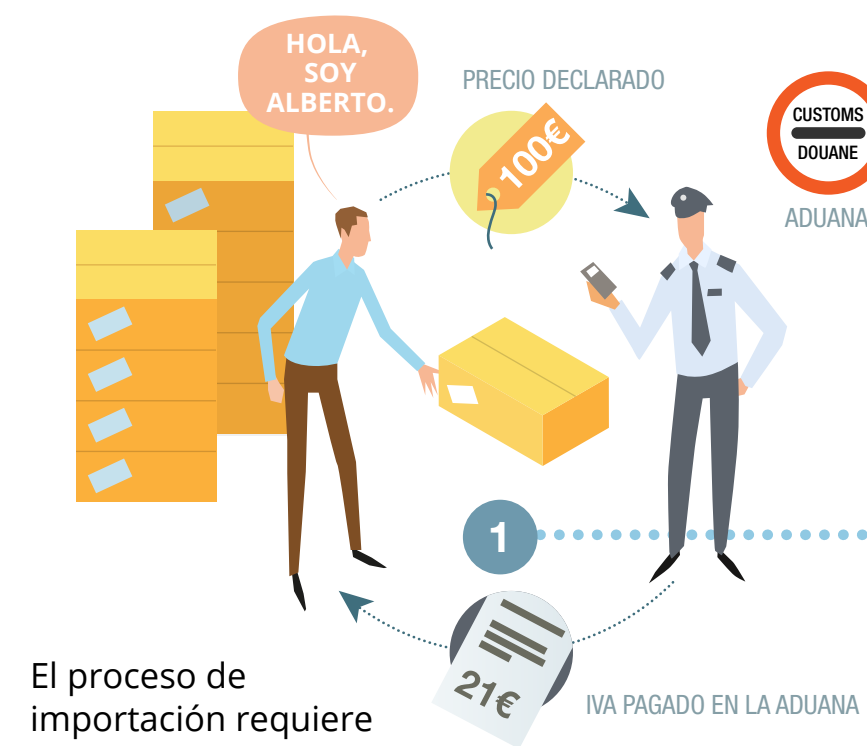 HOLA,
SOY
ALBERTO.
PRECIO DECLARADO
100€
CUSTOMS
DOUANE
ADUANA
1
21€
IVA PAGADO EN LA ADUANA
El proceso de
importación requiere